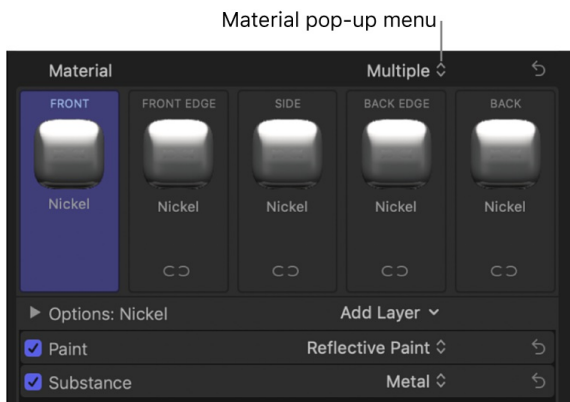 Material pop-up menu
Material Multiple
FRONT FRONT EDGE SIDE BACK EDGE BACK
Nickel Nickel Nickel Nickel Nickel
Options: Nickel Add Layer
Paint Reflective Paint
Substance Metal